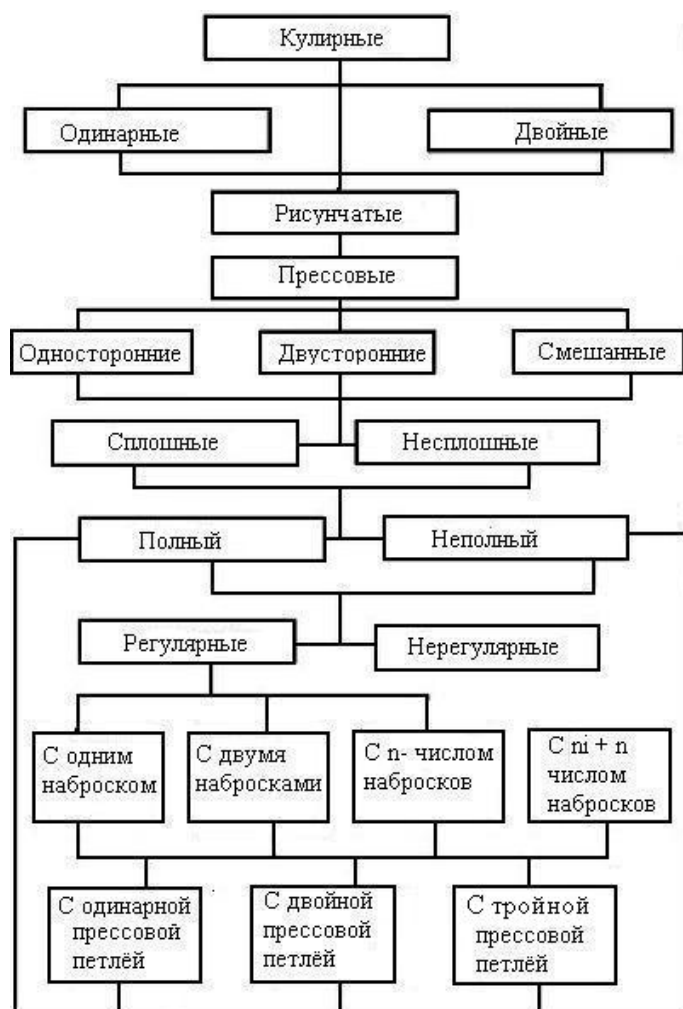 Кулирные
Одинарные
Двойные
Рисунчатые
Прессовые
Односторонние
Двусторонние
Смешанные
Сплошные
Несплошные
Полный
Неполный
Регулярные
Нерегулярные
С одним
наброском
С двумя
набросками
С n- числом
набросков
С ni + n
числом
набросков
С одинарной
прессовой
петлёй
С двойной
прессовой
петлёй
С тройной
прессовой
петлёй